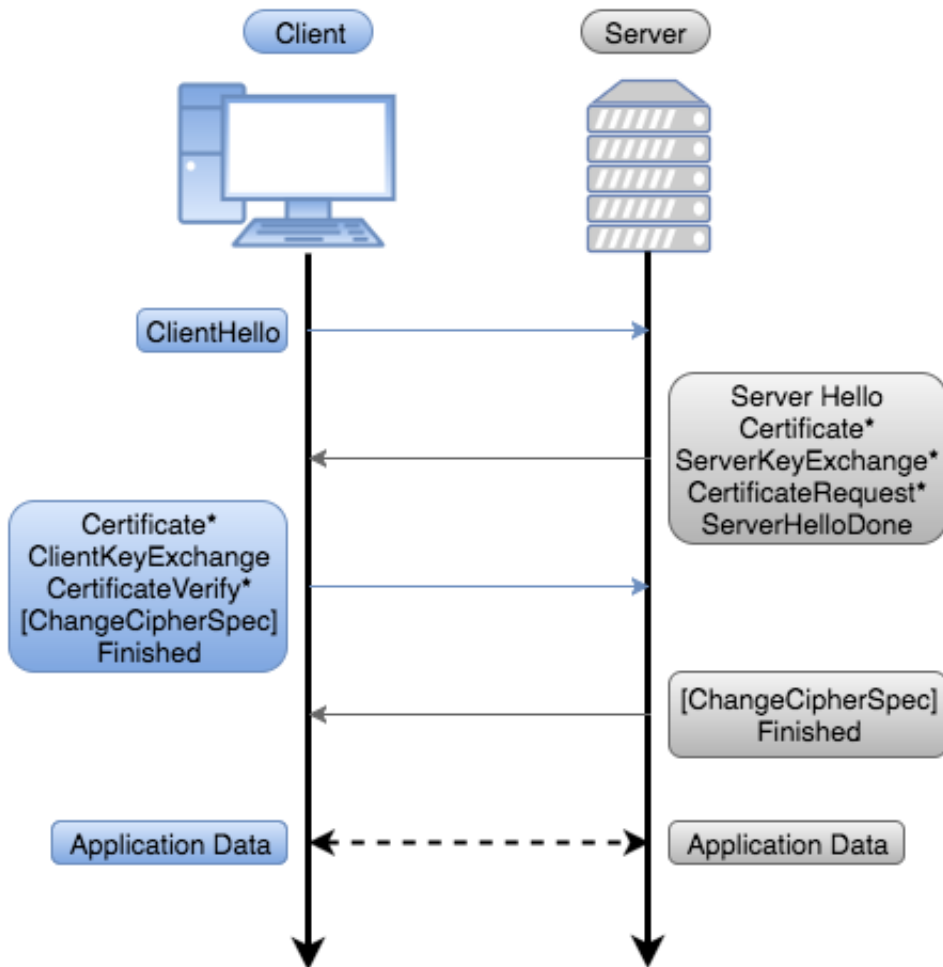 Client
Server
ClientHello
Server Hello
Certificate*
ServerKeyExchange*
CertificateRequest*
ServerHelloDone
Certificate*
ClientKeyExchange
CertificateVerify*
[ChangeCipherSpec]
Finished
[ChangeCipherSpec]
Finished
Application Data
Application Data